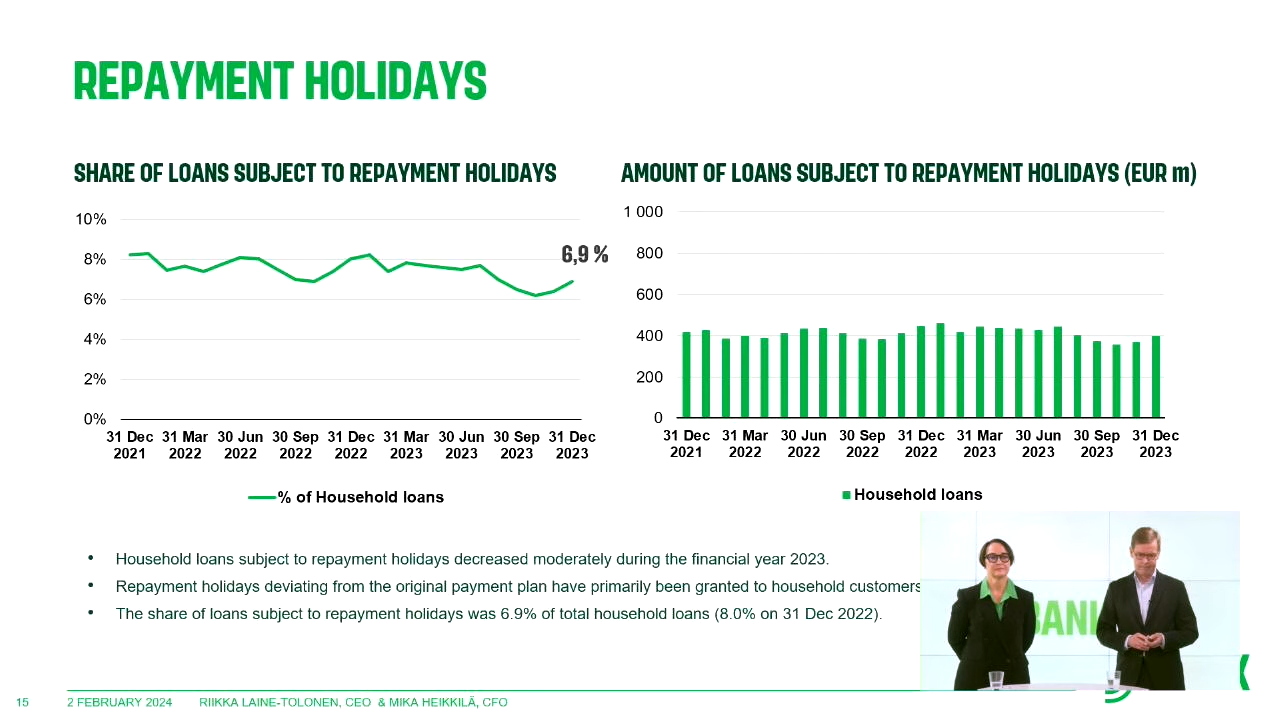 REPAYMENT HOLIDAYS
SHARE OF LOANS SUBJECT TO REPAYMENT HOLIDAYS
10%
8%
6%
4%
2%
0%
6,9 %
31 Dec 31 Mar 30 Jun 30 Sep 31 Dec 31 Mar 30 Jun 30 Sep 31 Dec
2021 2022 2022 2022 2022 2023 2023 2023 2023
% of Household loans
AMOUNT OF LOANS SUBJECT TO REPAYMENT HOLIDAYS (EUR m)
1 000
800
600
400
200
0
31 Dec 31 Mar 30 Jun 30 Sep 31 Dec 31 Mar 30 Jun 30 Sep 31 Dec
2021 2022 2022 2022 2022 2023 2023 2023 2023
Household loans
• Household loans subject to repayment holidays decreased moderately during the financial year 2023.
• Repayment holidays deviating from the original payment plan have primarily been granted to household customers
• The share of loans subject to repayment holidays was 6.9% of total household loans (8.0% on 31 Dec 2022).
BANK
15 2 FEBRUARY 2024 RIIKKA LAINE-TOLONEN, CEO & MIKA HEIKKILÄ, CFO